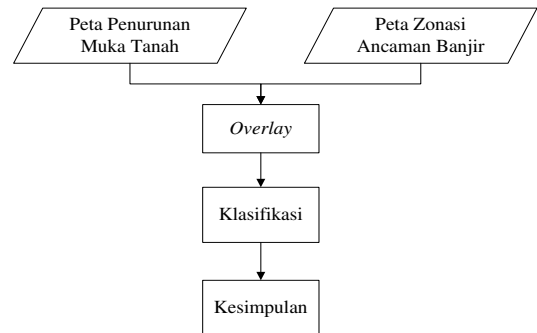 Peta Penurunan
Muka Tanah
Peta Zonasi
Ancaman Banjir
Overlay
Klasifikasi
Kesimpulan